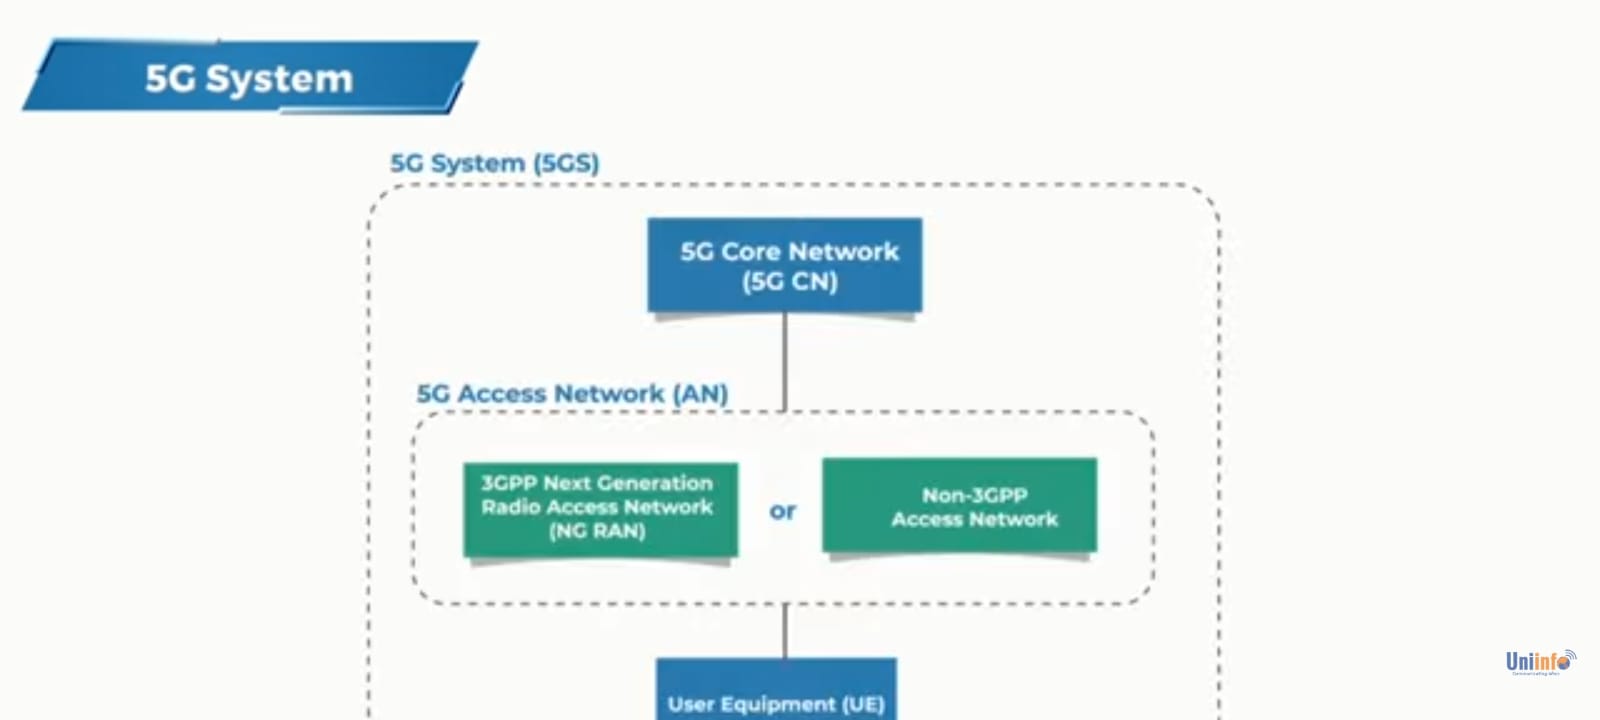 5G System
5G System (5GS)
5G Core Network
(5G CN)
5G Access Network (AN)
3GPP Next Generation
Radio Access Network
(NG RAN)
or
Non-3GPP
Access Network
User Equipment (UE)
Uniinfo